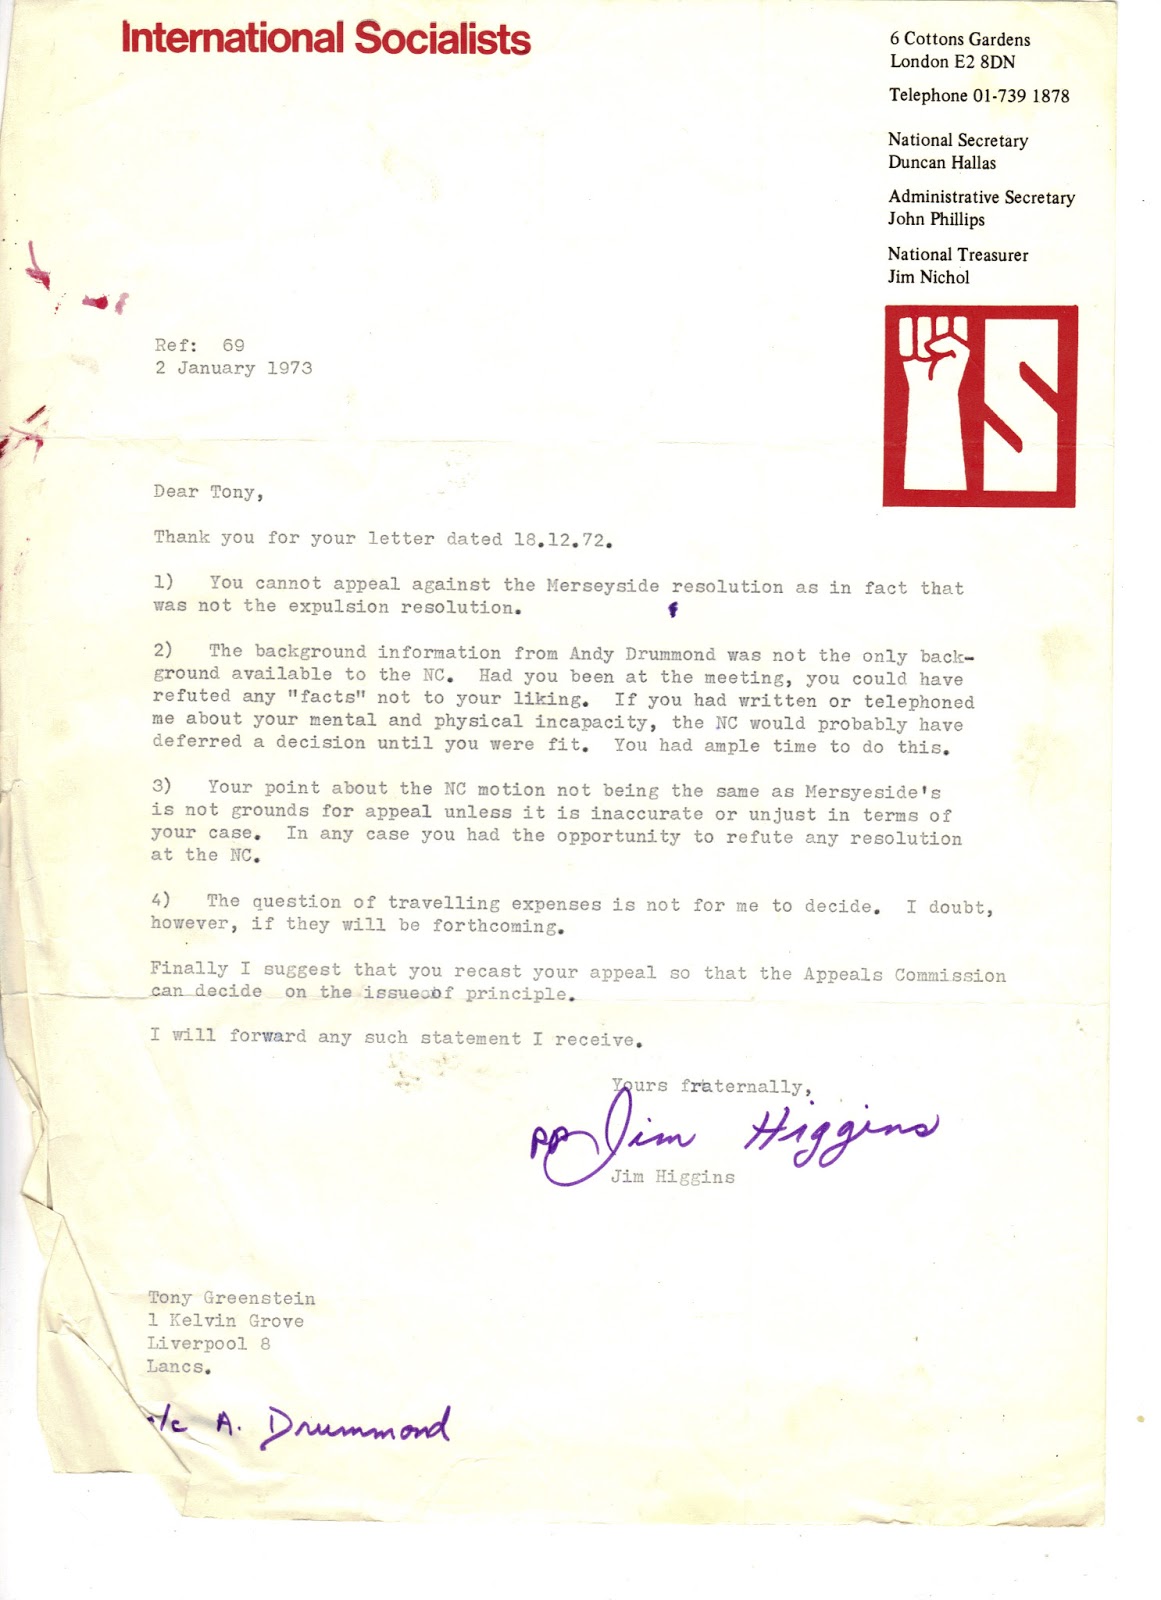 International Socialists
6 Cottons Gardens
London E2 8DN
Telephone 01-739 1878
National Secretary
Duncan Hallas
Administrative Secretary
John Phillips
National Treasurer
Jim Nichol
IS
Ref: 69
2 January 1973
Dear Tony,
Thank you for your letter dated 18.12.72.
1) You cannot appeal against the Merseyside resolution as in fact that
was not the expulsion resolution.
2) The background information from Andy Drummond was not the only back-
ground available to the NC. Had you been at the meeting, you could have
refuted any "facts" not to your liking. If you had written or telephoned
me about your mental and physical incapacity, the NC would probably have
deferred a decision until you were fit. You had ample time to do this.
3) Your point about the NC motion not being the same as Mersyeside's
is not grounds for appeal unless it is inaccurate or unjust in terms of
your case. In any case you had the opportunity to refute any resolution
at the NC.
4) The question of travelling expenses is not for me to decide. I doubt,
however, if they will be forthcoming.
Finally I suggest that you recast your appeal so that the Appeals Commission
can decide on the issue of principle.
I will forward any such statement I receive.
Yours fraternally,
pp Jim Higgins
Jim Higgins
Tony Greenstein
1 Kelvin Grove
Liverpool 8
Lancs.
A. Drummond